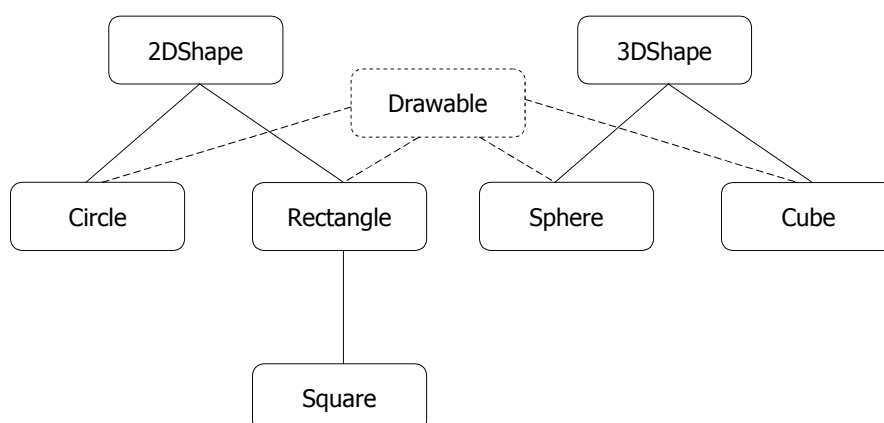 2DShape
3DShape
Drawable
Circle
Rectangle
Sphere
Cube
Square